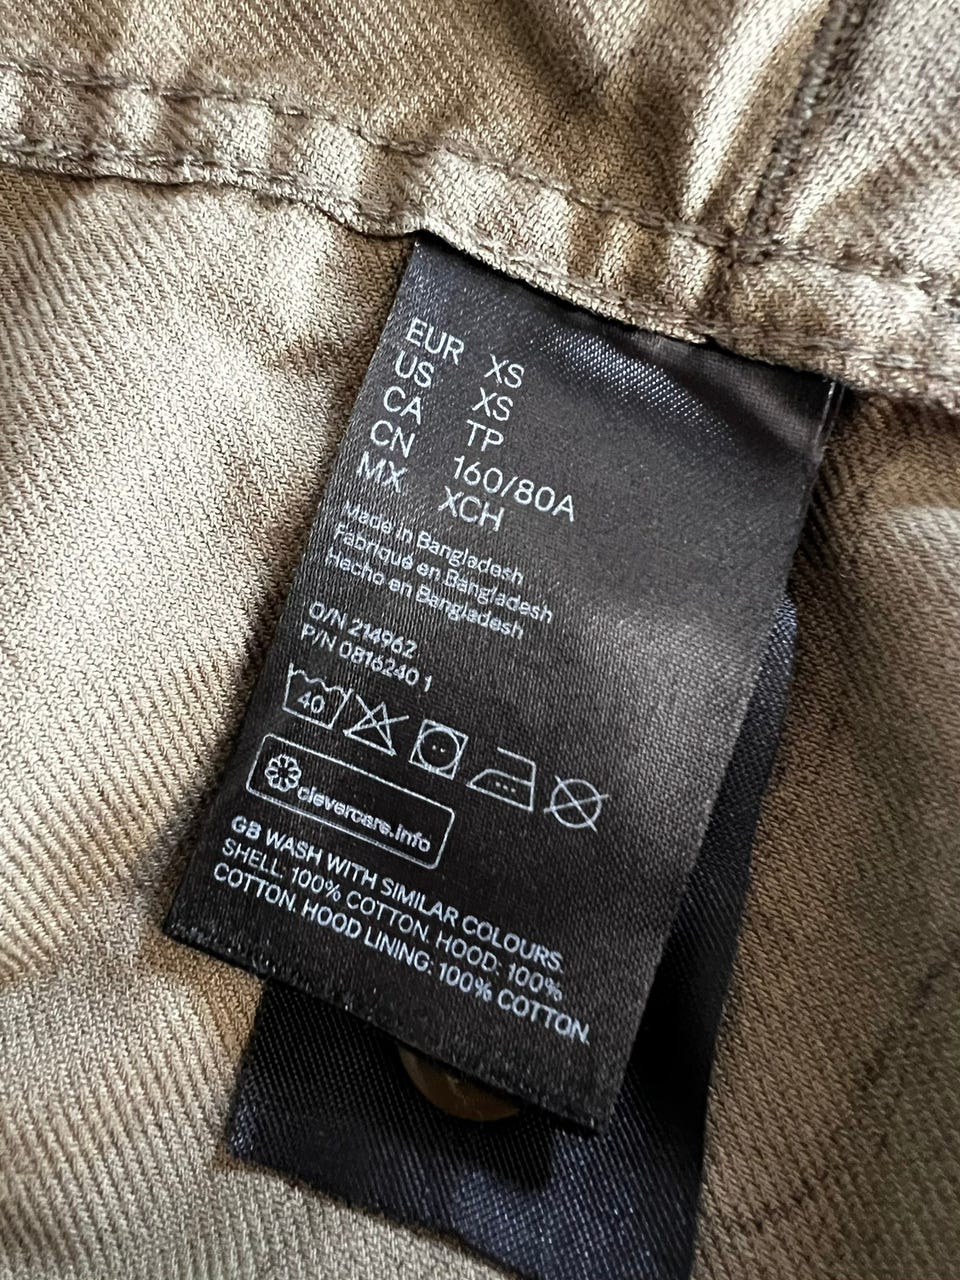 EUR XS
US XS
CA TP
CN 160/80A
MX XCH
Made in Bangladesh
Fabriqué en Bangladesh
Hecho en Bangladesh
O/N 214962
P/N 0816240 1
40
clevercare.info
GB WASH WITH SIMILAR COLOURS.
SHELL: 100% COTTON. HOOD: 100%
COTTON. HOOD LINING: 100% COTTON.